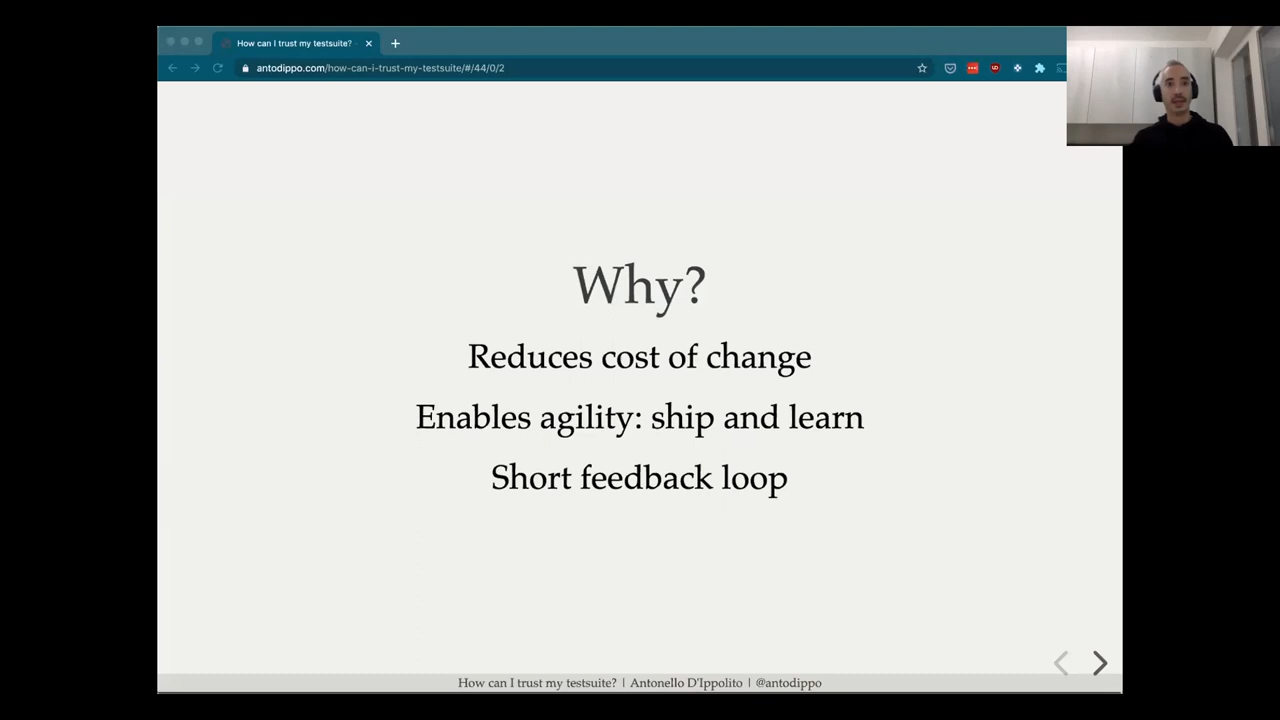 How can I trust my testsuite?
antodippo.com/how-can-i-trust-my-testsuite/#/44/0/2
Why?
Reduces cost of change
Enables agility: ship and learn
Short feedback loop
How can I trust my testsuite? | Antonello D'Ippolito | @antodippo